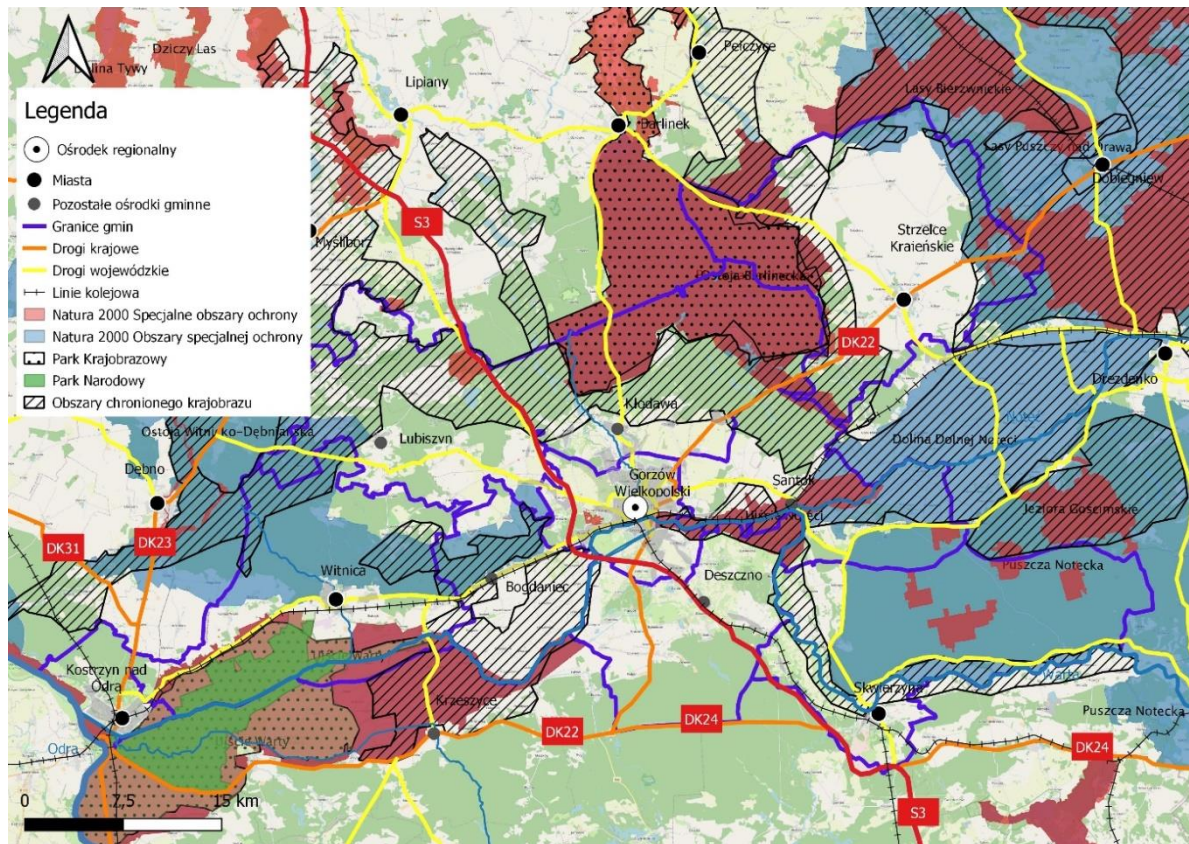 Dziczy Las
Dolina Tywy
Pełczyce
Lipiany
Barlinek
Lasy Bierzwnickie
Lasy Puszczy nad Drawą
Dobiegniew
Legenda
Ośrodek regionalny
Miasta
Pozostałe ośrodki gminne
Granice gmin
Drogi krajowe
Drogi wojewódzkie
Linie kolejowa
Natura 2000 Specjalne obszary ochrony
Natura 2000 Obszary specjalnej ochrony
Park Krajobrazowy
Park Narodowy
Obszary chronionego krajobrazu
S3
Myślibórz
Strzelce
Kraieńskie
Ostoja Barlinecka
DK22
Drezdenko
Kłodawa
Ostoja Witnicko-Dębniańska
Lubiszyn
Dolina Dolnej Noteci
Dębno
Gorzów
Wielkopolski
Santok
Jeziora Gościmskie
DK31
DK23
Witnica
Bogdaniec
Deszczno
Puszcza Notecka
Kostrzyn nad
Odrą
Krzeszyce
Skwierzyna
Warta
Puszcza Notecka
Odra
Ujście Warty
DK22
DK24
DK24
0
7,5
15 km
S3